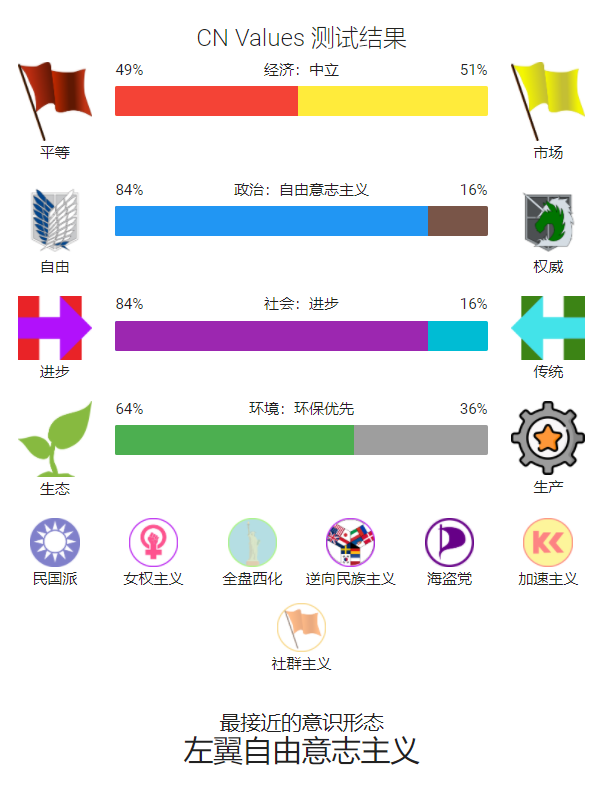 CN Values 测试结果
49% 经济：中立 51%
平等 市场
84% 政治：自由意志主义 16%
自由 权威
84% 社会：进步 16%
进步 传统
64% 环境：环保优先 36%
生态 生产
民国派 女权主义 全盘西化 逆向民族主义 海盗党 加速主义
社群主义
最接近的意识形态
左翼自由意志主义